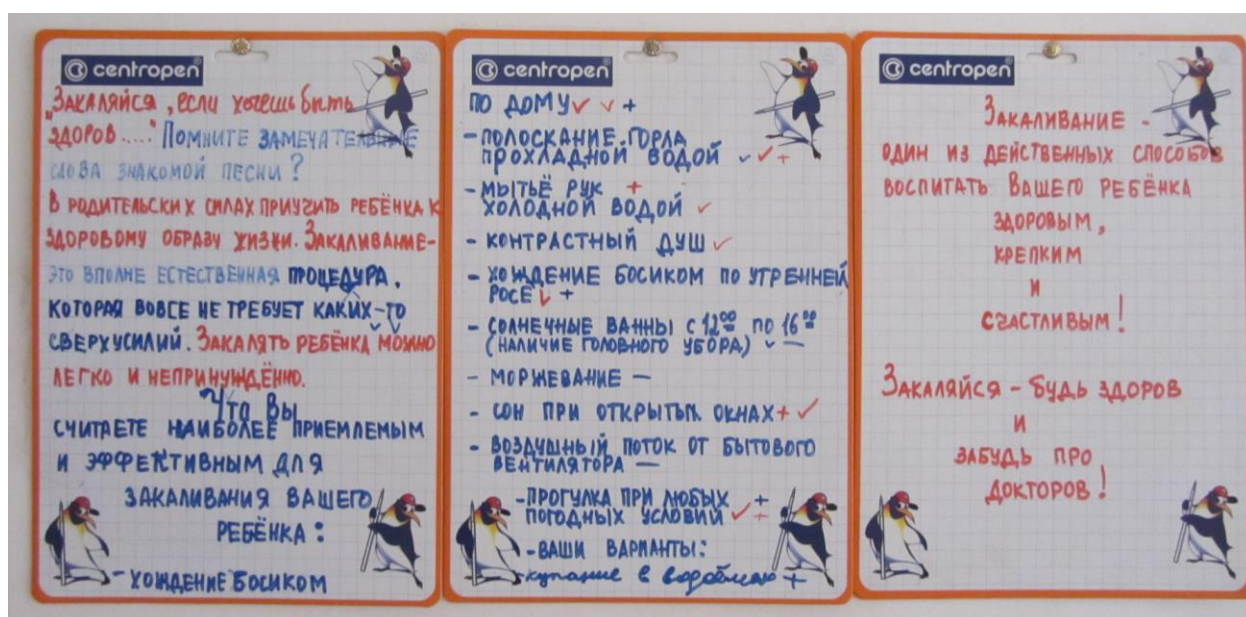 centropen
„Закаляйся, если хочешь быть
здоров....." Помните замечательные
слова знакомой песни?
В родительских силах приучить ребёнка к
здоровому образу жизни. Закаливание-
это вполне естественная процедура,
которая вовсе не требует каких-то
сверхусилий. Закалять ребёнка можно
легко и непринуждённо.
Что Вы
считаете наиболее приемлемым
и эффективным для
закаливания вашего
ребёнка:
- хождение босиком
centropen
по дому ✓ ✓ +
- полоскание горла
прохладной водой ✓ ✓ +
- мытьё рук +
холодной водой ✓
- контрастный душ ✓
- хождение босиком по утренней
росе ✓ +
- солнечные ванны с 12⁰⁰ по 16⁰⁰
(наличие головного убора) ✓ —
- моржевание —
- сон при открытых окнах + ✓
- воздушный поток от бытового
вентилятора —
- прогулка при любых +
погодных условий ✓ +
- ваши варианты:
- купание в +
centropen
Закаливание -
один из действенных способов
воспитать Вашего ребёнка
здоровым,
крепким
и
счастливым!
Закаляйся - будь здоров
и
забудь про
докторов!